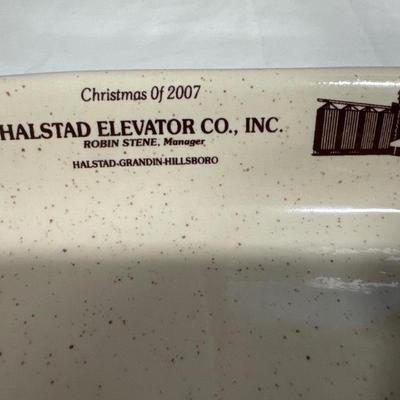 Christmas Of 2007
HALSTAD ELEVATOR CO., INC.
ROBIN STENE, Manager
HALSTAD-GRANDIN-HILLSBORO